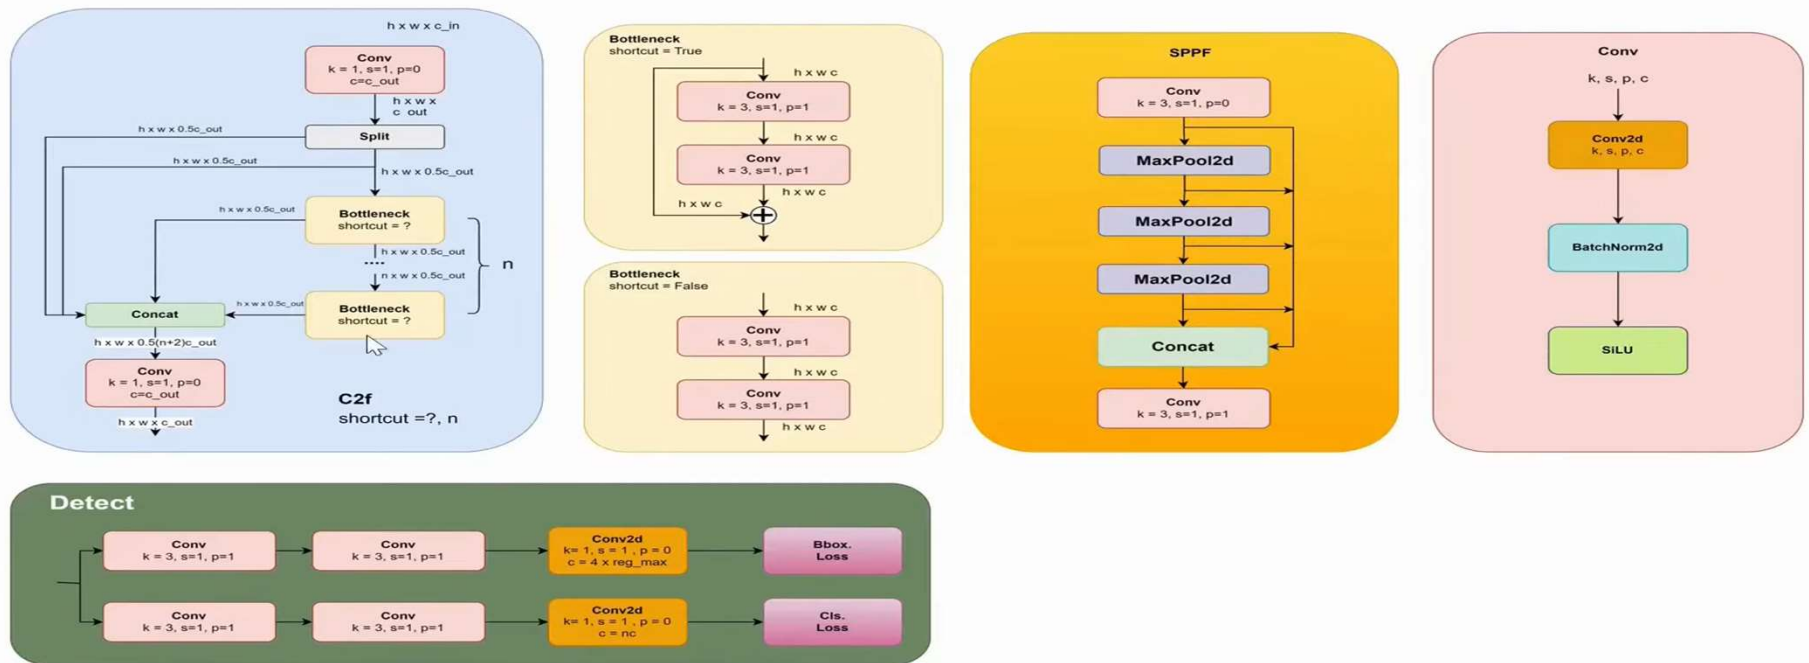 h x w x c_in
Conv
k = 1, s=1, p=0
c=c_out
h x w x
c out
Split
h x w x 0.5c_out
h x w x 0.5c_out
h x w x 0.5c_out
Bottleneck
shortcut = ?
h x w x 0.5c_out
h x w x 0.5c_out
....
n x w x 0.5c_out
n
Bottleneck
shortcut = ?
h x w x 0.5c_out
Concat
h x w x 0.5(n+2)c_out
Conv
k = 1, s=1, p=0
c=c_out
h x w x c_out
C2f
shortcut =?, n
Bottleneck
shortcut = True
h x w c
Conv
k = 3, s=1, p=1
h x w c
Conv
k = 3, s=1, p=1
h x w c
h x w c
+
Bottleneck
shortcut = False
h x w c
Conv
k = 3, s=1, p=1
h x w c
Conv
k = 3, s=1, p=1
h x w c
SPPF
Conv
k = 3, s=1, p=0
MaxPool2d
MaxPool2d
MaxPool2d
Concat
Conv
k = 3, s=1, p=1
Conv
k, s, p, c
Conv2d
k, s, p, c
BatchNorm2d
SiLU
Detect
Conv
k = 3, s=1, p=1
Conv
k = 3, s=1, p=1
Conv2d
k= 1, s = 1 , p = 0
c = 4 x reg_max
Bbox.
Loss
Conv
k = 3, s=1, p=1
Conv
k = 3, s=1, p=1
Conv2d
k= 1, s = 1 , p = 0
c = nc
Cls.
Loss